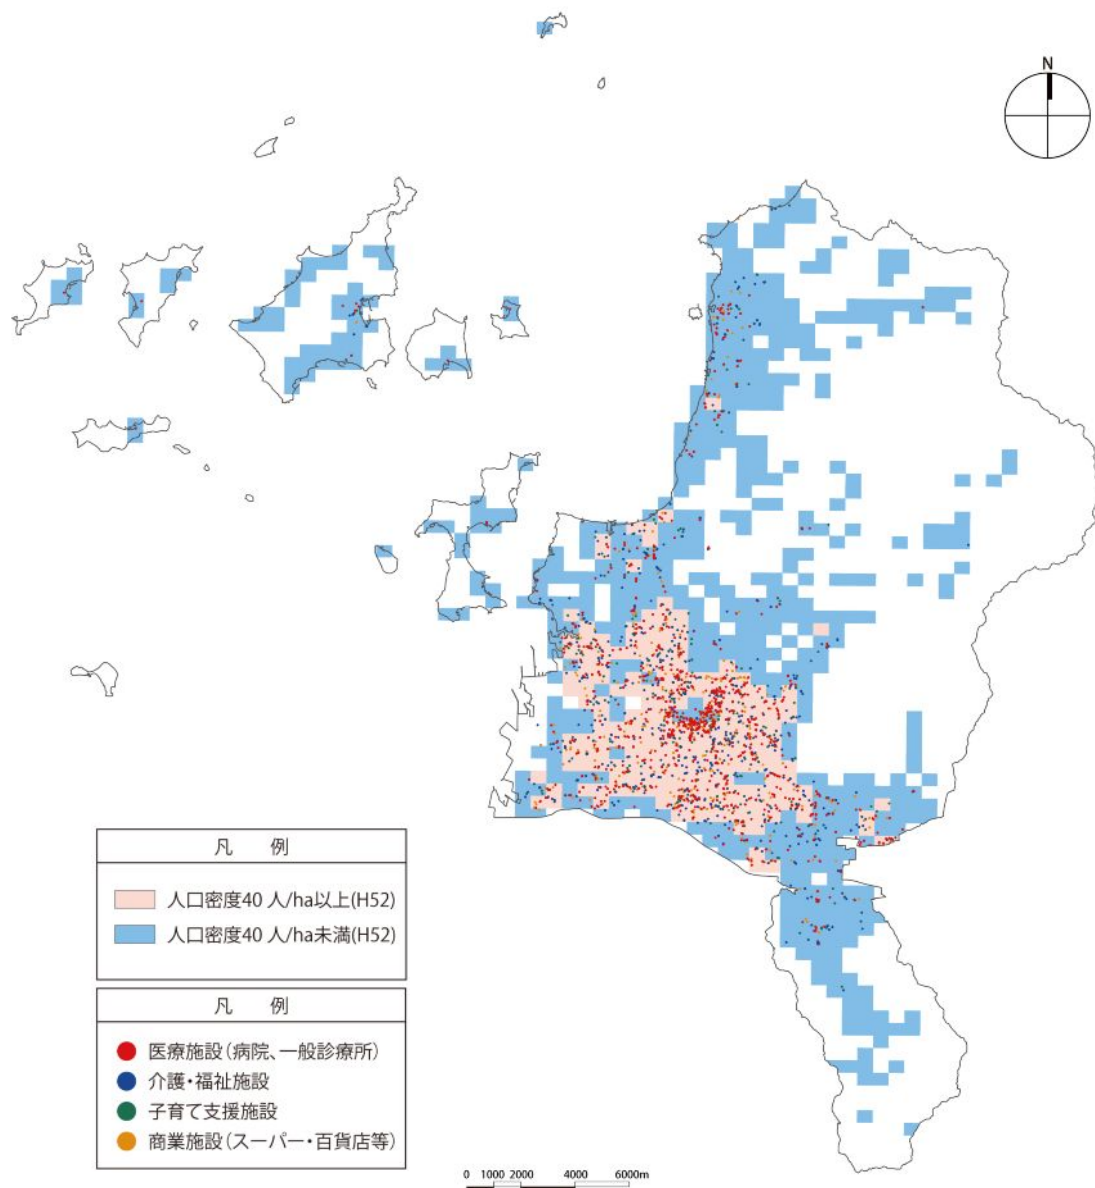 N
凡 例
人口密度40 人/ha以上(H52)
人口密度40 人/ha未満(H52)
凡 例
医療施設(病院、一般診療所)
介護・福祉施設
子育て支援施設
商業施設(スーパー・百貨店等)
0 1000 2000 4000 6000m